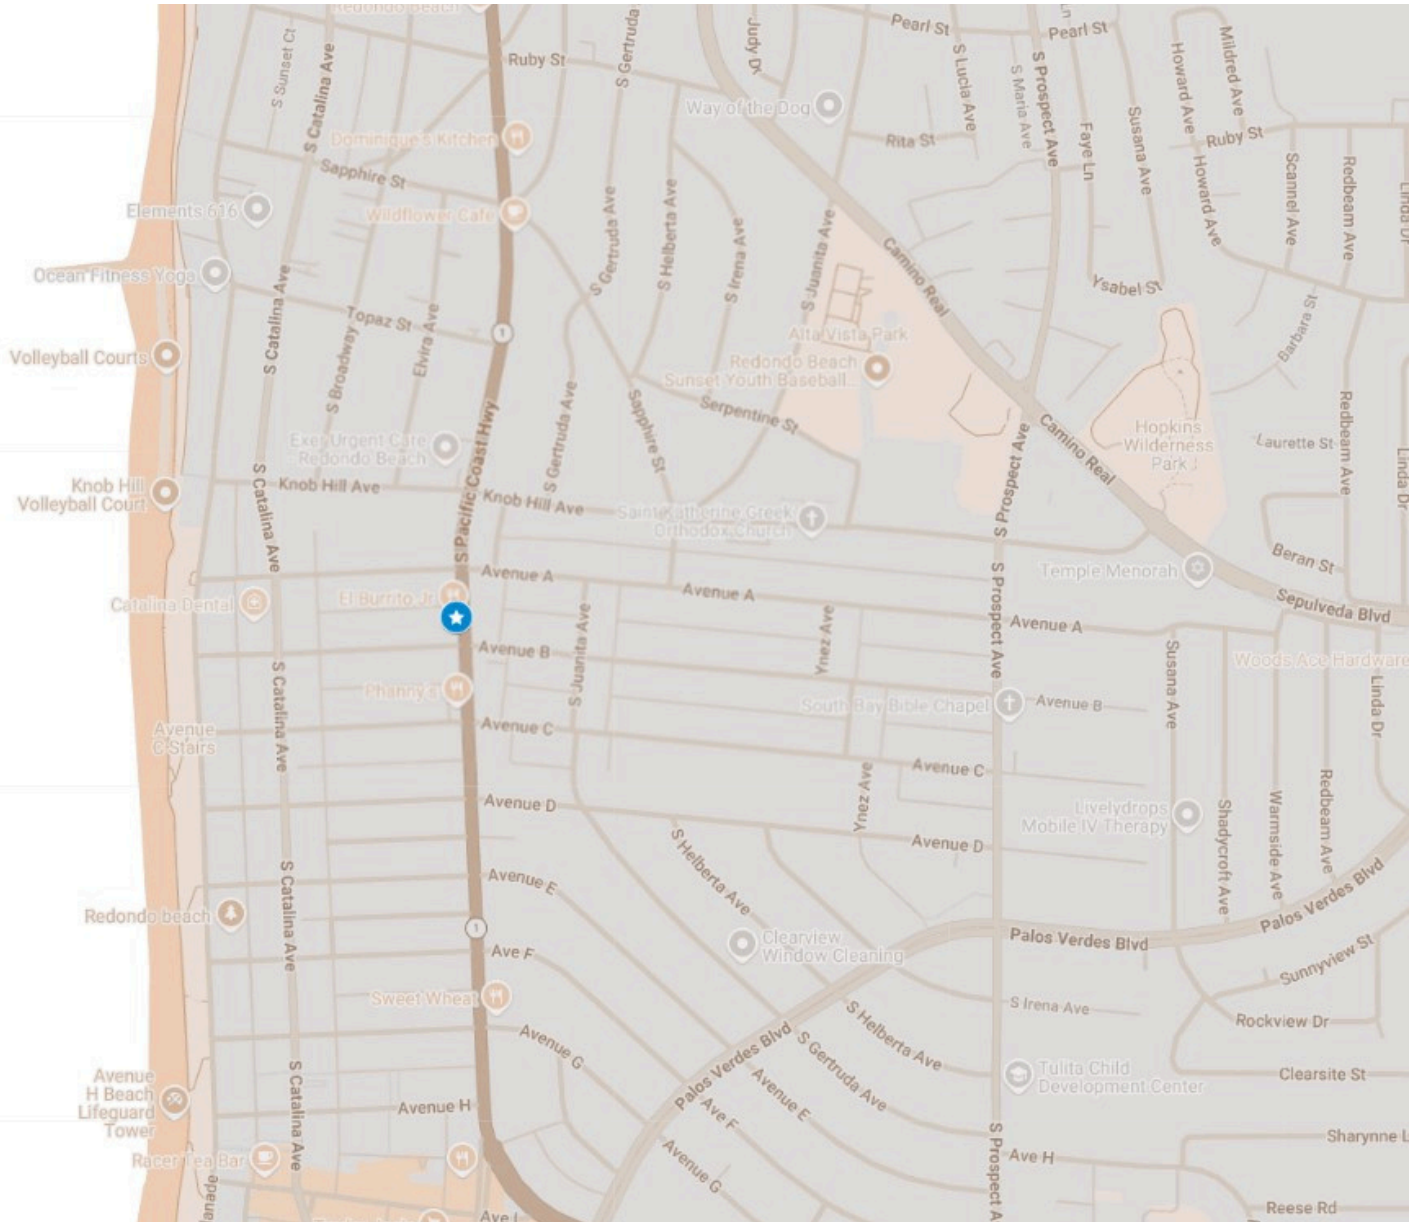 Redondo Beach
S Sunset Ct
S Catalina Ave
Ruby St
S Gertruda
Judy Dr
Pearl St
S Lucia Ave
S Maria Ave
S Prospect Ave
Pearl St
Faye Ln
Susana Ave
Howard Ave
Mildred Ave
Ruby St
Howard Ave
Scannel Ave
Redbeam Ave
Linda Dr
Way of the Dog
Rita St
Dominique's Kitchen
Sapphire St
Wildflower Cafe
Elements 616
S Gertruda Ave
S Helberta Ave
S Irena Ave
S Juanita Ave
Camino Real
Ysabel St
Barbara St
Ocean Fitness Yoga
S Catalina Ave
Topaz St
S Broadway
Elvira Ave
1
Volleyball Courts
Alta Vista Park
Redondo Beach
Sunset Youth Baseball...
Serpentine St
Sapphire St
S Gertruda Ave
S Pacific Coast Hwy
Exer Urgent Care
Redondo Beach
Camino Real
Hopkins
Wilderness
Park
Laurette St
Redbeam Ave
Linda Dr
Knob Hill
Volleyball Court
S Catalina Ave
Knob Hill Ave
Knob Hill Ave
Saint Katherine Greek
Orthodox Church
S Prospect Ave
Beran St
Temple Menorah
Sepulveda Blvd
Avenue A
Avenue A
Avenue A
S Prospect Ave
Catalina Dental
El Burrito Jr
S Juanita Ave
Ynez Ave
Susana Ave
Woods Ace Hardware
Linda Dr
Avenue B
Avenue B
S Catalina Ave
Phanny's
South Bay Bible Chapel
Avenue
C Stairs
Avenue C
Avenue C
Avenue D
Avenue D
Ynez Ave
Livelydrops
Mobile IV Therapy
Shadycroft Ave
Warmside Ave
Redbeam Ave
S Helberta Ave
S Catalina Ave
Avenue E
Redondo beach
1
Clearview
Window Cleaning
Palos Verdes Blvd
Palos Verdes Blvd
Sunnyview St
Ave F
Sweet Wheat
S Irena Ave
Rockview Dr
Avenue G
S Helberta Ave
S Gertruda Ave
Palos Verdes Blvd
Clearsite St
Tulita Child
Development Center
Avenue
H Beach
Lifeguard
Tower
S Catalina Ave
Avenue H
Avenue E
Ave F
Avenue G
S Prospect A
Ave H
Sharynne L
Racer Tea Bar
Reese Rd
anade
Ave I